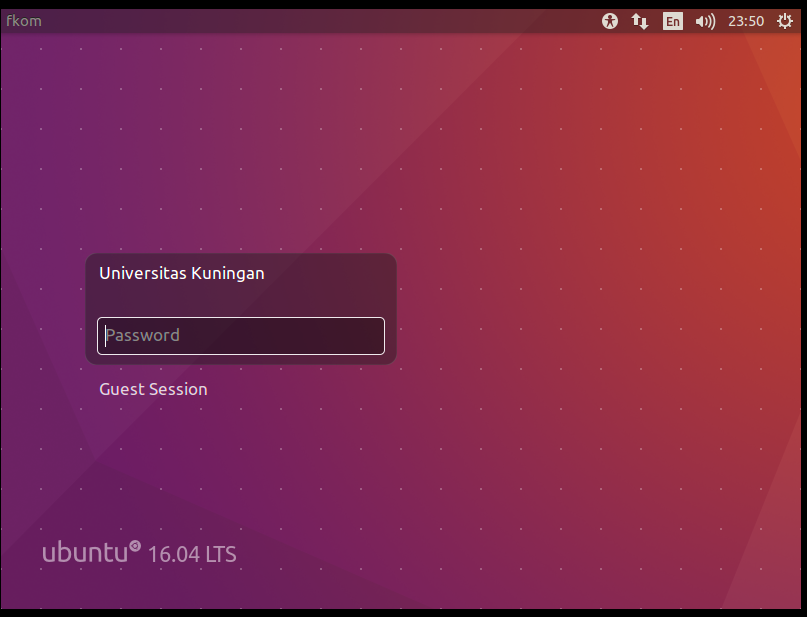 fkom En 23:50
Universitas Kuningan
Password
Guest Session
ubuntu 16.04 LTS